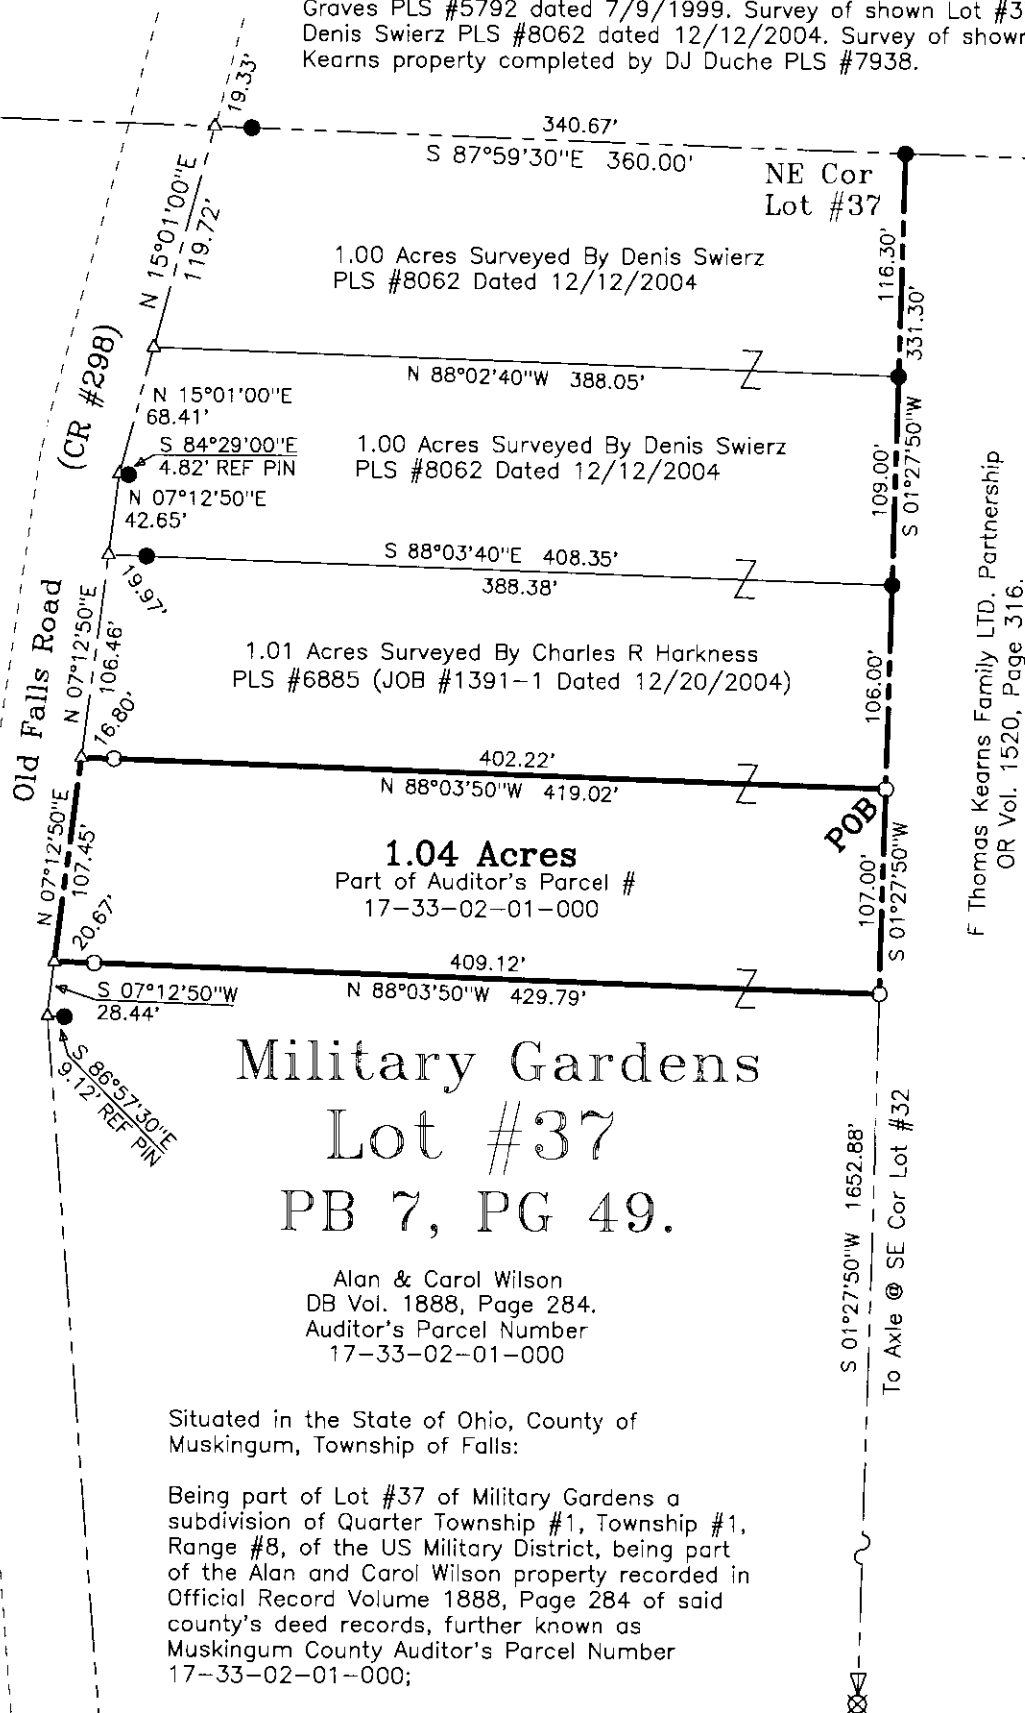 Graves PLS #5792 dated 7/9/1999. Survey of shown Lot #3
Denis Swierz PLS #8062 dated 12/12/2004. Survey of shown
Kearns property completed by DJ Duche PLS #7938.
19.33'
340.67'
S 87°59'30"E 360.00'
NE Cor
Lot #37
N 15°01'00"E
119.72'
116.30'
331.30'
1.00 Acres Surveyed By Denis Swierz
PLS #8062 Dated 12/12/2004
N 88°02'40"W 388.05'
(CR #298)
N 15°01'00"E
68.41'
S 84°29'00"E
4.82' REF PIN
1.00 Acres Surveyed By Denis Swierz
PLS #8062 Dated 12/12/2004
109.00'
S 01°27'50"W
N 07°12'50"E
42.65'
S 88°03'40"E 408.35'
388.38'
19.97'
F Thomas Kearns Family LTD. Partnership
OR Vol. 1520, Page 316.
Old Falls Road
N 07°12'50"E
106.46'
1.01 Acres Surveyed By Charles R Harkness
PLS #6885 (JOB #1391-1 Dated 12/20/2004)
106.00'
16.80'
402.22'
N 88°03'50"W 419.02'
POB
N 07°12'50"E
107.45'
1.04 Acres
Part of Auditor's Parcel #
17-33-02-01-000
107.00'
S 01°27'50"W
20.67'
409.12'
N 88°03'50"W 429.79'
S 07°12'50"W
28.44'
S 86°57'30"E
9.12' REF PIN
Military Gardens
Lot #37
PB 7, PG 49.
S 01°27'50"W 1652.88'
To Axle @ SE Cor Lot #32
Alan & Carol Wilson
DB Vol. 1888, Page 284.
Auditor's Parcel Number
17-33-02-01-000
Situated in the State of Ohio, County of
Muskingum, Township of Falls:
Being part of Lot #37 of Military Gardens a
subdivision of Quarter Township #1, Township #1,
Range #8, of the US Military District, being part
of the Alan and Carol Wilson property recorded in
Official Record Volume 1888, Page 284 of said
county's deed records, further known as
Muskingum County Auditor's Parcel Number
17-33-02-01-000;